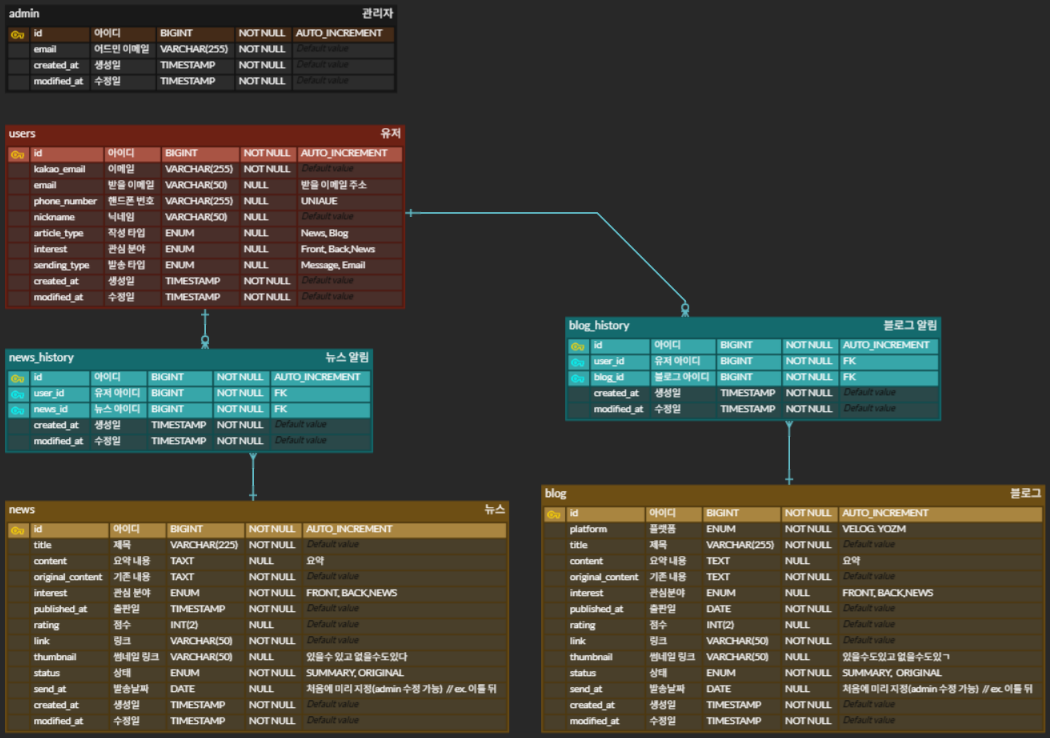 admin 관리자
id 아이디 BIGINT NOT NULL AUTO_INCREMENT
email 어드민 이메일 VARCHAR(255) NOT NULL Default value
created_at 생성일 TIMESTAMP NOT NULL Default value
modified_at 수정일 TIMESTAMP NOT NULL Default value
users 유저
id 아이디 BIGINT NOT NULL AUTO_INCREMENT
kakao_email 이메일 VARCHAR(255) NOT NULL Default value
email 받을 이메일 VARCHAR(50) NULL 받을 이메일 주소
phone_number 핸드폰 번호 VARCHAR(255) NULL UNIAUE
nickname 닉네임 VARCHAR(50) NULL Default value
article_type 작성 타입 ENUM NULL News, Blog
interest 관심 분야 ENUM NULL Front, Back,News
sending_type 발송 타입 ENUM NULL Message, Email
created_at 생성일 TIMESTAMP NOT NULL Default value
modified_at 수정일 TIMESTAMP NOT NULL Default value
news_history 뉴스 알림
id 아이디 BIGINT NOT NULL AUTO_INCREMENT
user_id 유저 아이디 BIGINT NOT NULL FK
news_id 뉴스 아이디 BIGINT NOT NULL FK
created_at 생성일 TIMESTAMP NOT NULL Default value
modified_at 수정일 TIMESTAMP NOT NULL Default value
blog_history 블로그 알림
id 아이디 BIGINT NOT NULL AUTO_INCREMENT
user_id 유저 아이디 BIGINT NOT NULL FK
blog_id 블로그 아이디 BIGINT NOT NULL FK
created_at 생성일 TIMESTAMP NOT NULL Default value
modified_at 수정일 TIMESTAMP NOT NULL Default value
news 뉴스
id 아이디 BIGINT NOT NULL AUTO_INCREMENT
title 제목 VARCHAR(225) NOT NULL Default value
content 요약 내용 TAXT NULL 요약
original_content 기존 내용 TAXT NOT NULL Default value
interest 관심 분야 ENUM NOT NULL FRONT, BACK,NEWS
published_at 출판일 TIMESTAMP NOT NULL Default value
rating 점수 INT(2) NULL Default value
link 링크 VARCHAR(50) NOT NULL Default value
thumbnail 썸네일 링크 VARCHAR(50) NULL 있을수 있고 없을수도있다
status 상태 ENUM NOT NULL SUMMARY, ORIGINAL
send_at 발송날짜 DATE NULL 처음에 미리 지정(admin 수정 가능) // ex. 이틀 뒤
created_at 생성일 TIMESTAMP NOT NULL Default value
modified_at 수정일 TIMESTAMP NOT NULL Default value
blog 블로그
id 아이디 BIGINT NOT NULL AUTO_INCREMENT
platform 플랫폼 ENUM NOT NULL VELOG. YOZM
title 제목 VARCHAR(255) NOT NULL Default value
content 요약 내용 TEXT NULL 요약
original_content 기존 내용 TEXT NOT NULL Default value
interest 관심분야 ENUM NULL FRONT, BACK,NEWS
published_at 출판일 DATE NOT NULL Default value
rating 점수 INT(2) NULL Default value
link 링크 VARCHAR(50) NOT NULL Default value
thumbnail 썸네일 링크 VARCHAR(50) NULL 있을수도있고 없을수도있ㄱ
status 상태 ENUM NOT NULL SUMMARY, ORIGINAL
send_at 발송날짜 DATE NULL 처음에 미리 지정(admin 수정 가능) // ex. 이틀 뒤
created_at 생성일 TIMESTAMP NOT NULL Default value
modified_at 수정일 TIMESTAMP NOT NULL Default value